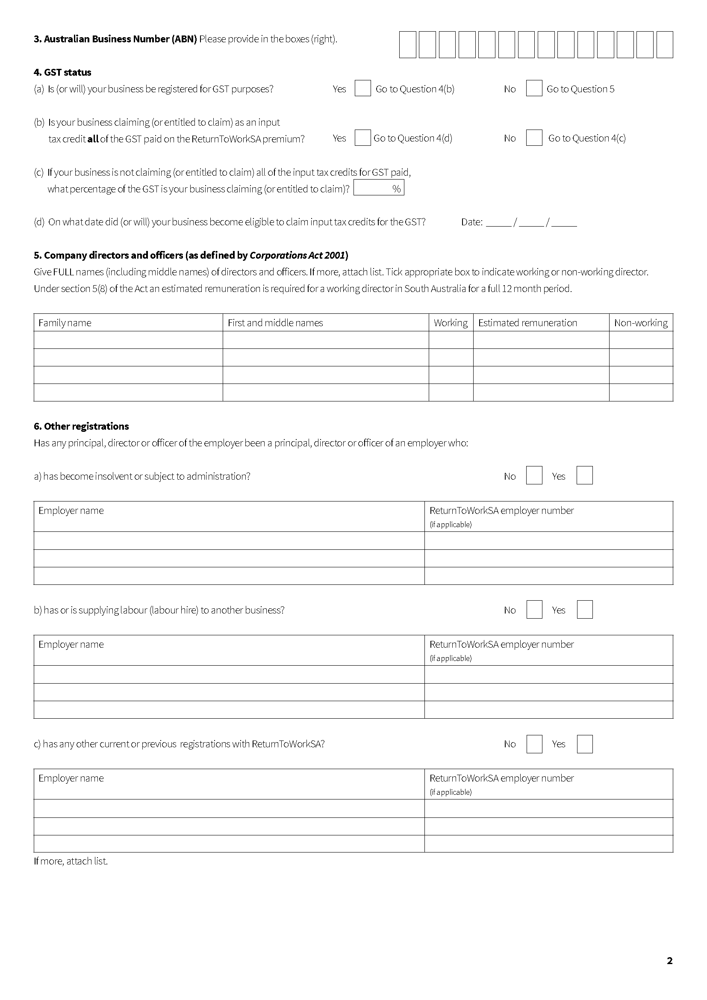 3. Australian Business Number (ABN) Please provide in the boxes (right).
4. GST status
(a) Is (or will) your business be registered for GST purposes? Yes Go to Question 4(b) No Go to Question 5
(b) Is your business claiming (or entitled to claim) as an input
tax credit all of the GST paid on the ReturnToWorkSA premium? Yes Go to Question 4(d) No Go to Question 4(c)
(c) If your business is not claiming (or entitled to claim) all of the input tax credits for GST paid,
what percentage of the GST is your business claiming (or entitled to claim)? %
(d) On what date did (or will) your business become eligible to claim input tax credits for the GST? Date: _____ / _____ / _____
5. Company directors and officers (as defined by Corporations Act 2001)
Give FULL names (including middle names) of directors and officers. If more, attach list. Tick appropriate box to indicate working or non-working director.
Under section 5(8) of the Act an estimated remuneration is required for a working director in South Australia for a full 12 month period.
Family name First and middle names Working Estimated remuneration Non-working
6. Other registrations
Has any principal, director or officer of the employer been a principal, director or officer of an employer who:
a) has become insolvent or subject to administration? No Yes
Employer name ReturnToWorkSA employer number
(if applicable)
b) has or is supplying labour (labour hire) to another business? No Yes
Employer name ReturnToWorkSA employer number
(if applicable)
c) has any other current or previous registrations with ReturnToWorkSA? No Yes
Employer name ReturnToWorkSA employer number
(if applicable)
If more, attach list.
2